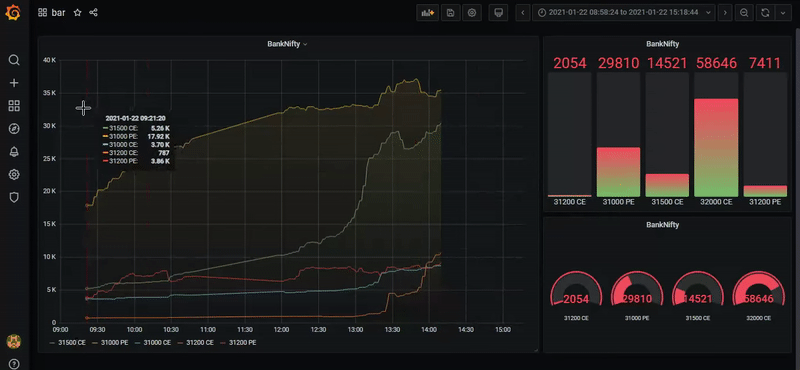 bar
2021-01-22 08:58:24 to 2021-01-22 15:18:44
BankNifty
40 K
35 K
30 K
25 K
20 K
15 K
10 K
5 K
0
09:00 09:30 10:00 10:30 11:00 11:30 12:00 12:30 13:00 13:30 14:00 14:30 15:00
2021-01-22 09:21:20
31500 CE: 5.26 K
31000 PE: 17.92 K
31000 CE: 3.70 K
31200 CE: 787
31200 PE: 3.86 K
31500 CE 31000 PE 31000 CE 31200 CE 31200 PE
BankNifty
2054 29810 14521 58646 7411
31200 CE 31000 PE 31500 CE 32000 CE 31200 PE
BankNifty
2054 29810 14521 58646
31200 CE 31000 PE 31500 CE 32000 CE